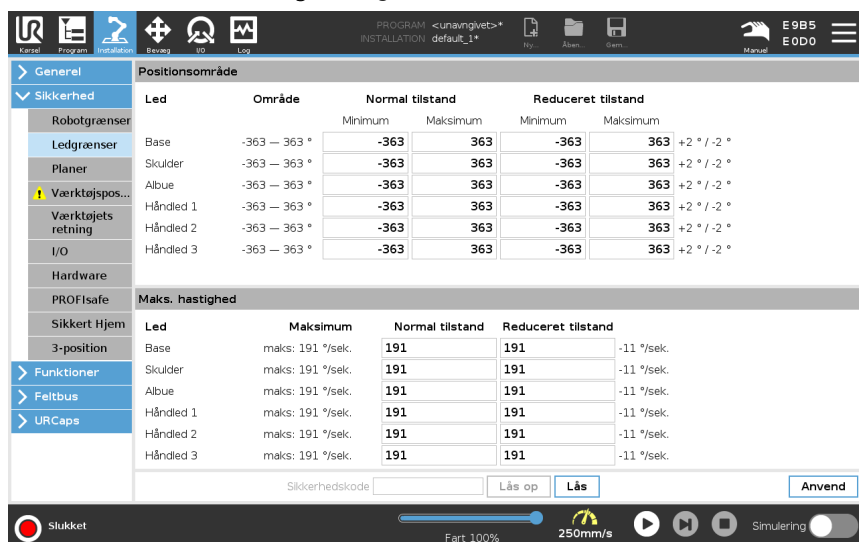 UR
PROGRAM <unavngivet>*
INSTALLATION default_1*
Kørsel Program Installation Bevæg I/O Log Ny... Åben... Gem... Manuel
E9B5
E0D0
Generel
Sikkerhed
Robotgrænser
Ledgrænser
Planer
Værktøjspos...
Værktøjets
retning
I/O
Hardware
PROFIsafe
Sikkert Hjem
3-position
Funktioner
Feltbus
URCaps
Positionsområde
Led Område Normal tilstand Reduceret tilstand
Minimum Maksimum Minimum Maksimum
Base -363 — 363 ° -363 363 -363 363 +2 ° / -2 °
Skulder -363 — 363 ° -363 363 -363 363 +2 ° / -2 °
Albue -363 — 363 ° -363 363 -363 363 +2 ° / -2 °
Håndled 1 -363 — 363 ° -363 363 -363 363 +2 ° / -2 °
Håndled 2 -363 — 363 ° -363 363 -363 363 +2 ° / -2 °
Håndled 3 -363 — 363 ° -363 363 -363 363 +2 ° / -2 °
Maks. hastighed
Led Maksimum Normal tilstand Reduceret tilstand
Base maks: 191 °/sek. 191 191 -11 °/sek.
Skulder maks: 191 °/sek. 191 191 -11 °/sek.
Albue maks: 191 °/sek. 191 191 -11 °/sek.
Håndled 1 maks: 191 °/sek. 191 191 -11 °/sek.
Håndled 2 maks: 191 °/sek. 191 191 -11 °/sek.
Håndled 3 maks: 191 °/sek. 191 191 -11 °/sek.
Sikkerhedskode Lås op Lås Anvend
Slukket Fart 100% 250mm/s Simulering